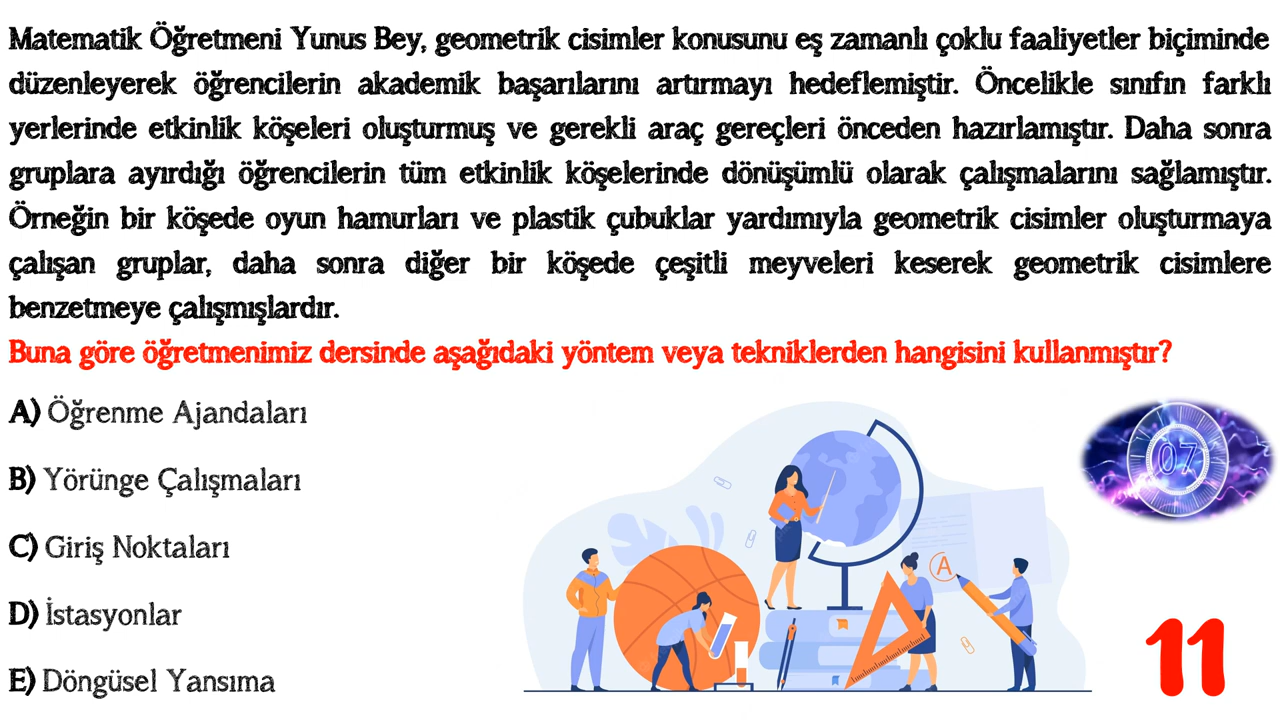 Matematik Öğretmeni Yunus Bey, geometrik cisimler konusunu eş zamanlı çoklu faaliyetler biçiminde
düzenleyerek öğrencilerin akademik başarılarını artırmayı hedeflemiştir. Öncelikle sınıfın farklı
yerlerinde etkinlik köşeleri oluşturmuş ve gerekli araç gereçleri önceden hazırlamıştır. Daha sonra
gruplara ayırdığı öğrencilerin tüm etkinlik köşelerinde dönüşümlü olarak çalışmalarını sağlamıştır.
Örneğin bir köşede oyun hamurları ve plastik çubuklar yardımıyla geometrik cisimler oluşturmaya
çalışan gruplar, daha sonra diğer bir köşede çeşitli meyveleri keserek geometrik cisimlere
benzetmeye çalışmışlardır.
Buna göre öğretmenimiz dersinde aşağıdaki yöntem veya tekniklerden hangisini kullanmıştır?
A) Öğrenme Ajandaları
B) Yörünge Çalışmaları
C) Giriş Noktaları
D) İstasyonlar
E) Döngüsel Yansıma
07
A
11